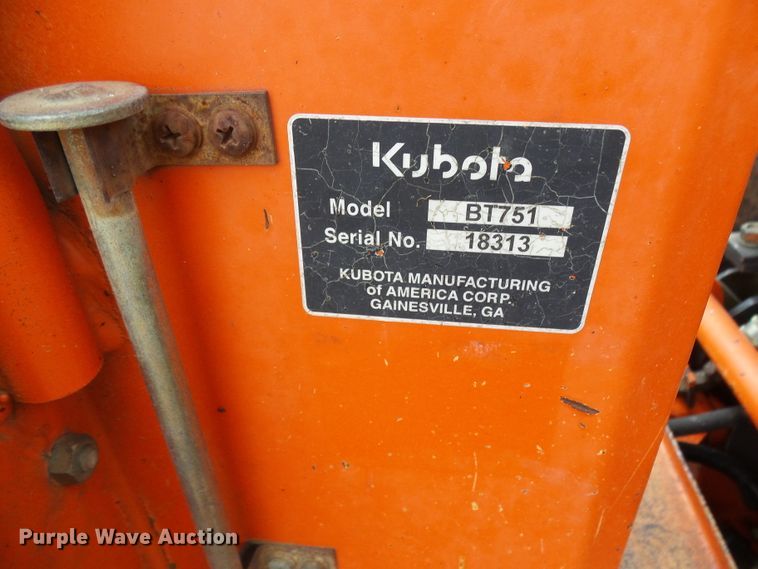 Kubota
Model BT751
Serial No. 18313
KUBOTA MANUFACTURING
of AMERICA CORP.
GAINESVILLE, GA
Purple Wave Auction